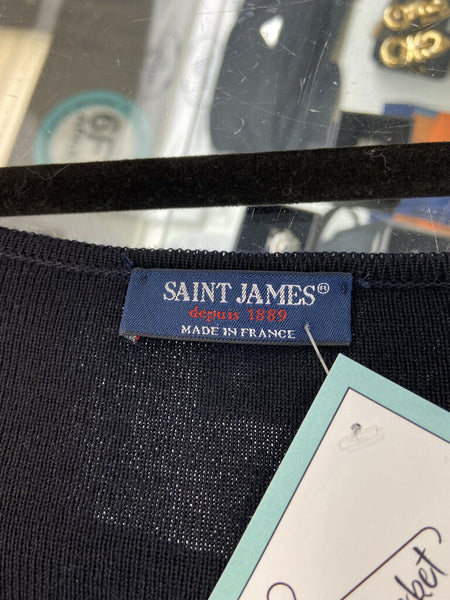 SAINT JAMES®
depuis 1889
MADE IN FRANCE